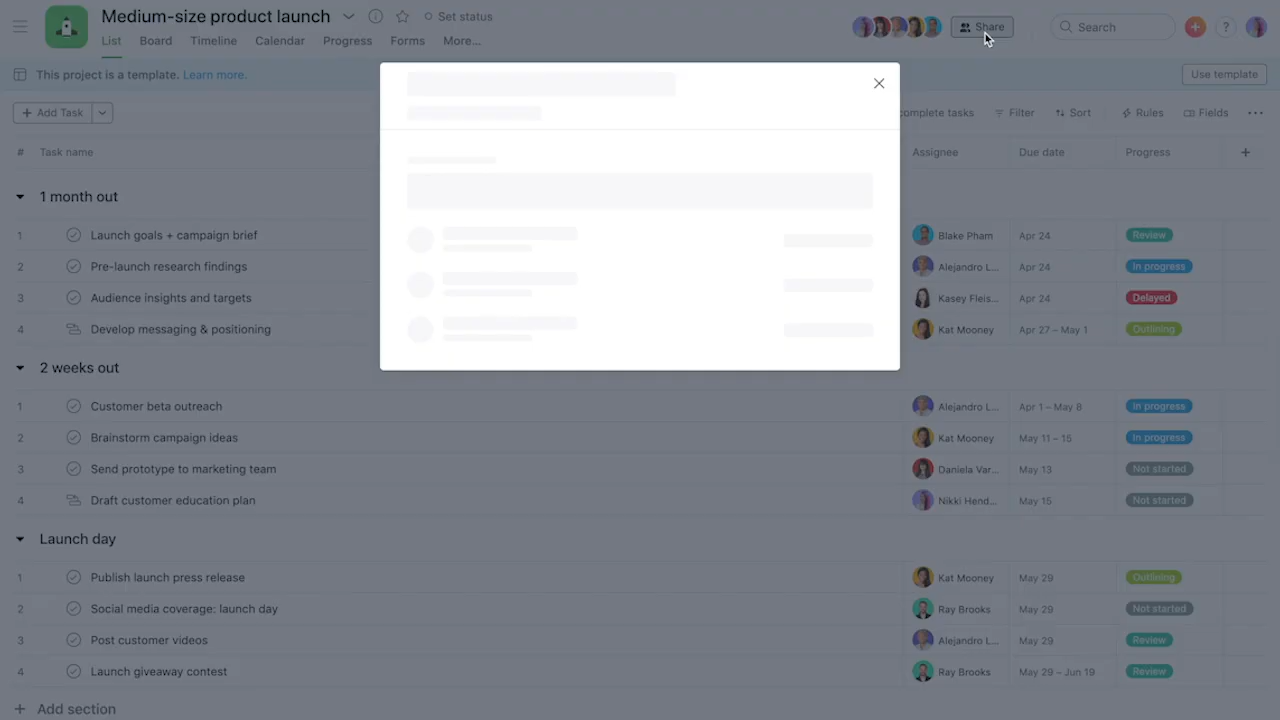 Medium-size product launch
Set status
Share
Search
?
List Board Timeline Calendar Progress Forms More...
This project is a template. Learn more.
Use template
+ Add Task
complete tasks Filter Sort Rules Fields
# Task name Assignee Due date Progress +
1 month out
1 Launch goals + campaign brief Blake Pham Apr 24 Review
2 Pre-launch research findings Alejandro L... Apr 24 In progress
3 Audience insights and targets Kasey Fleis... Apr 24 Delayed
4 Develop messaging & positioning Kat Mooney Apr 27 – May 1 Outlining
2 weeks out
1 Customer beta outreach Alejandro L... Apr 1 – May 8 In progress
2 Brainstorm campaign ideas Kat Mooney May 11 – 15 In progress
3 Send prototype to marketing team Daniela Var... May 13 Not started
4 Draft customer education plan Nikki Hend... May 15 Not started
Launch day
1 Publish launch press release Kat Mooney May 29 Outlining
2 Social media coverage: launch day Ray Brooks May 29 Not started
3 Post customer videos Alejandro L... May 29 Review
4 Launch giveaway contest Ray Brooks May 29 – Jun 19 Review
+ Add section